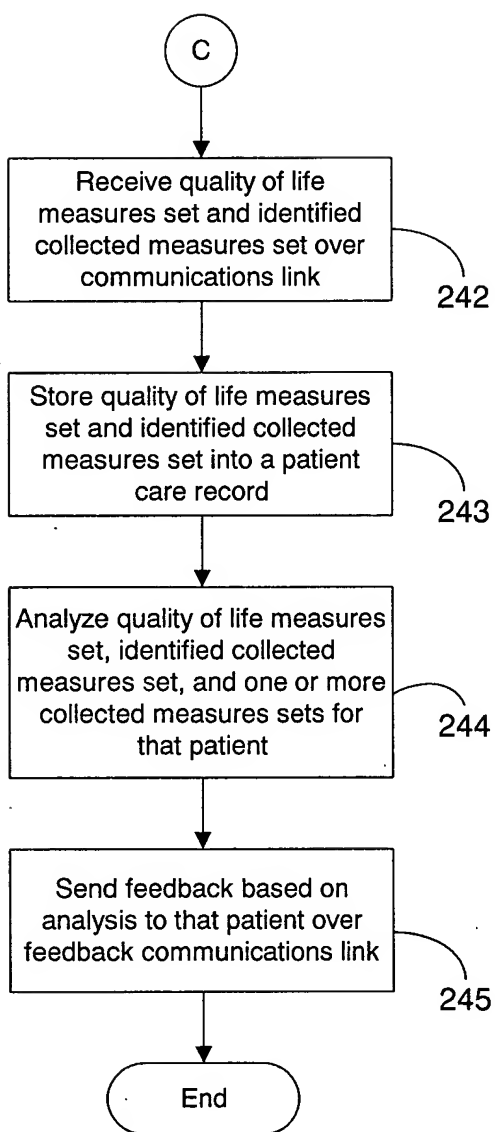 C
Receive quality of life
measures set and identified
collected measures set over
communications link
242
Store quality of life measures
set and identified collected
measures set into a patient
care record
243
Analyze quality of life measures
set, identified collected
measures set, and one or more
collected measures sets for
that patient
244
Send feedback based on
analysis to that patient over
feedback communications link
245
End